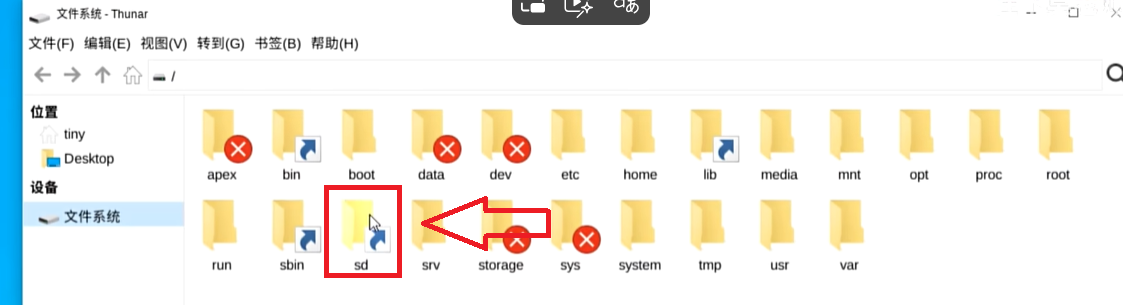 文件系统 - Thunar
文件(F) 编辑(E) 视图(V) 转到(G) 书签(B) 帮助(H)
/
位置
tiny
Desktop
设备
文件系统
apex bin boot data dev etc home lib media mnt opt proc root
run sbin sd srv storage sys system tmp usr var